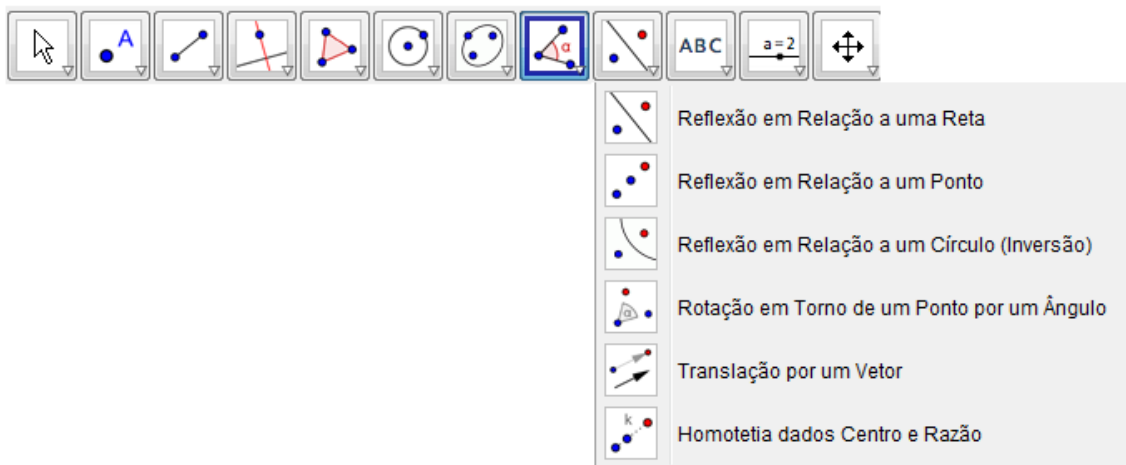 A α ABC a=2
Reflexão em Relação a uma Reta
Reflexão em Relação a um Ponto
Reflexão em Relação a um Círculo (Inversão)
α Rotação em Torno de um Ponto por um Ângulo
Translação por um Vetor
k Homotetia dados Centro e Razão